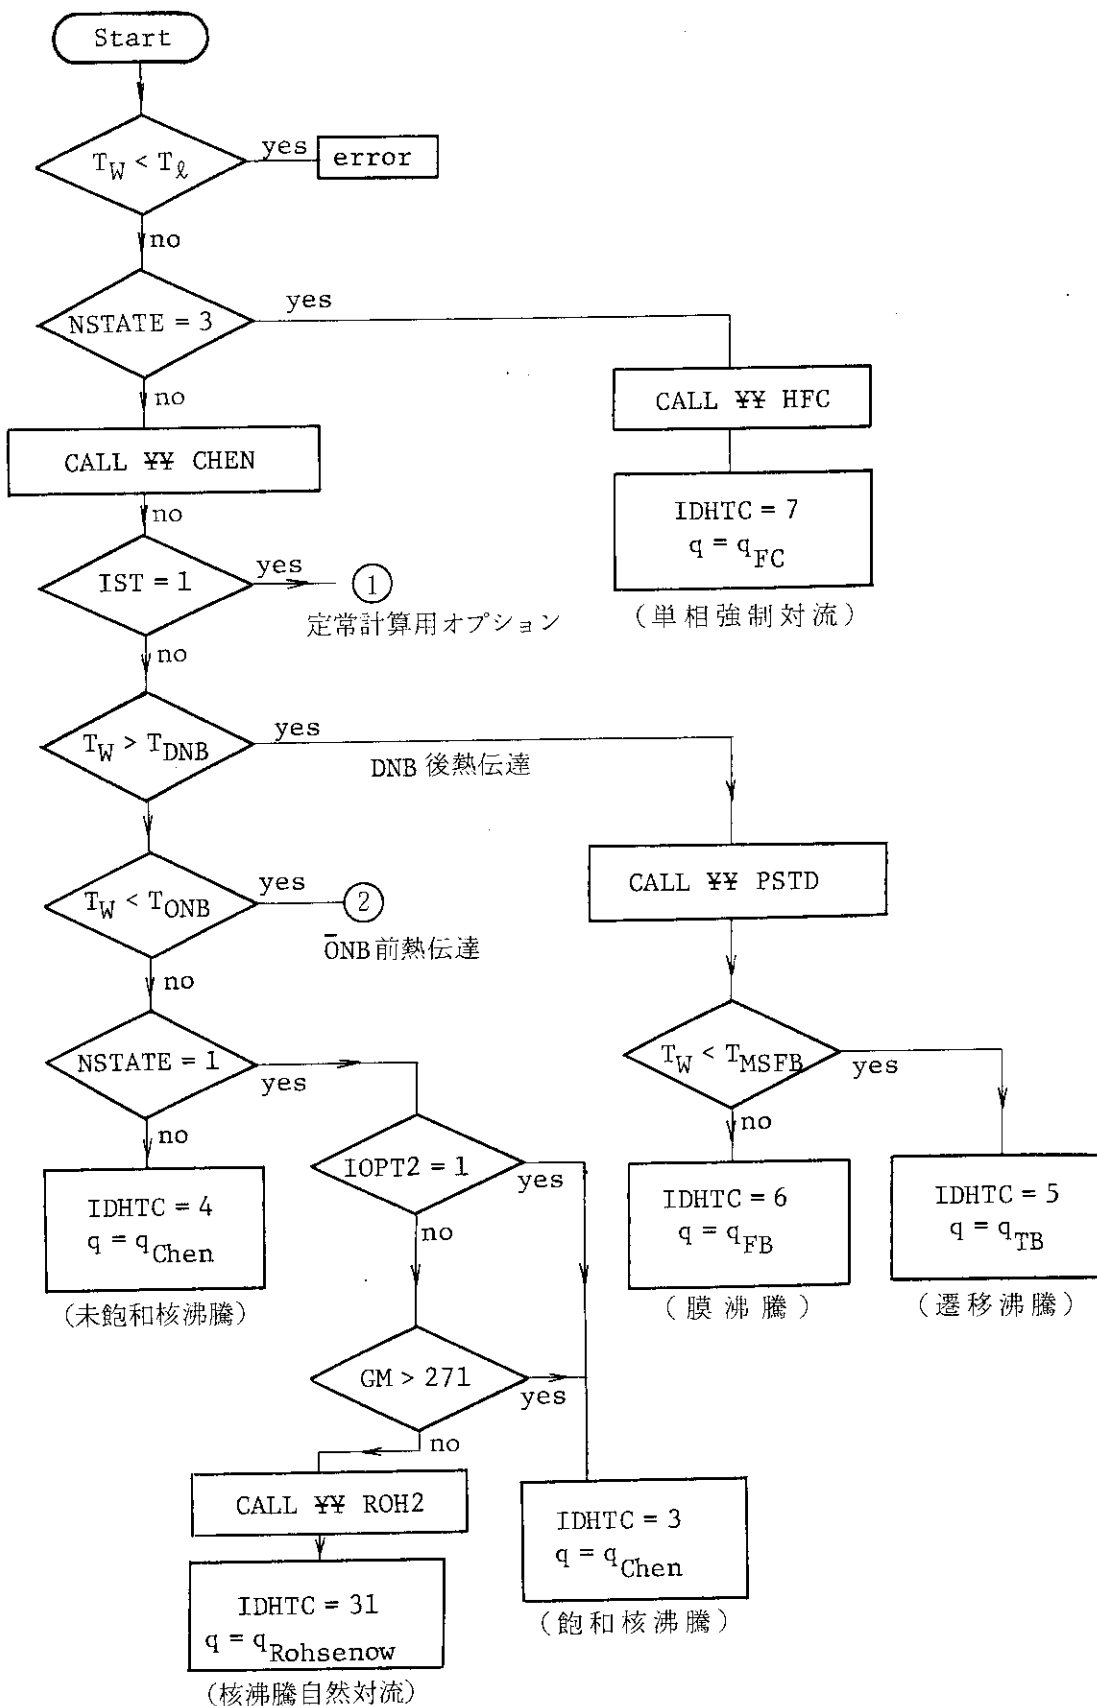 Start
T_W < T_ℓ
yes
error
no
NSTATE = 3
yes
no
CALL ¥¥ HFC
CALL ¥¥ CHEN
no
IDHTC = 7
q = q_FC
(単相強制対流)
IST = 1
yes
①
定常計算用オプション
no
T_W > T_DNB
yes
DNB後熱伝達
CALL ¥¥ PSTD
T_W < T_ONB
yes
②
ONB前熱伝達
no
NSTATE = 1
yes
T_W < T_MSFB
yes
no
no
IOPT2 = 1
yes
IDHTC = 4
q = q_Chen
(未飽和核沸騰)
no
IDHTC = 6
q = q_FB
(膜沸騰)
IDHTC = 5
q = q_TB
(遷移沸騰)
GM > 271
yes
no
CALL ¥¥ ROH2
IDHTC = 3
q = q_Chen
(飽和核沸騰)
IDHTC = 31
q = q_Rohsenow
(核沸騰自然対流)